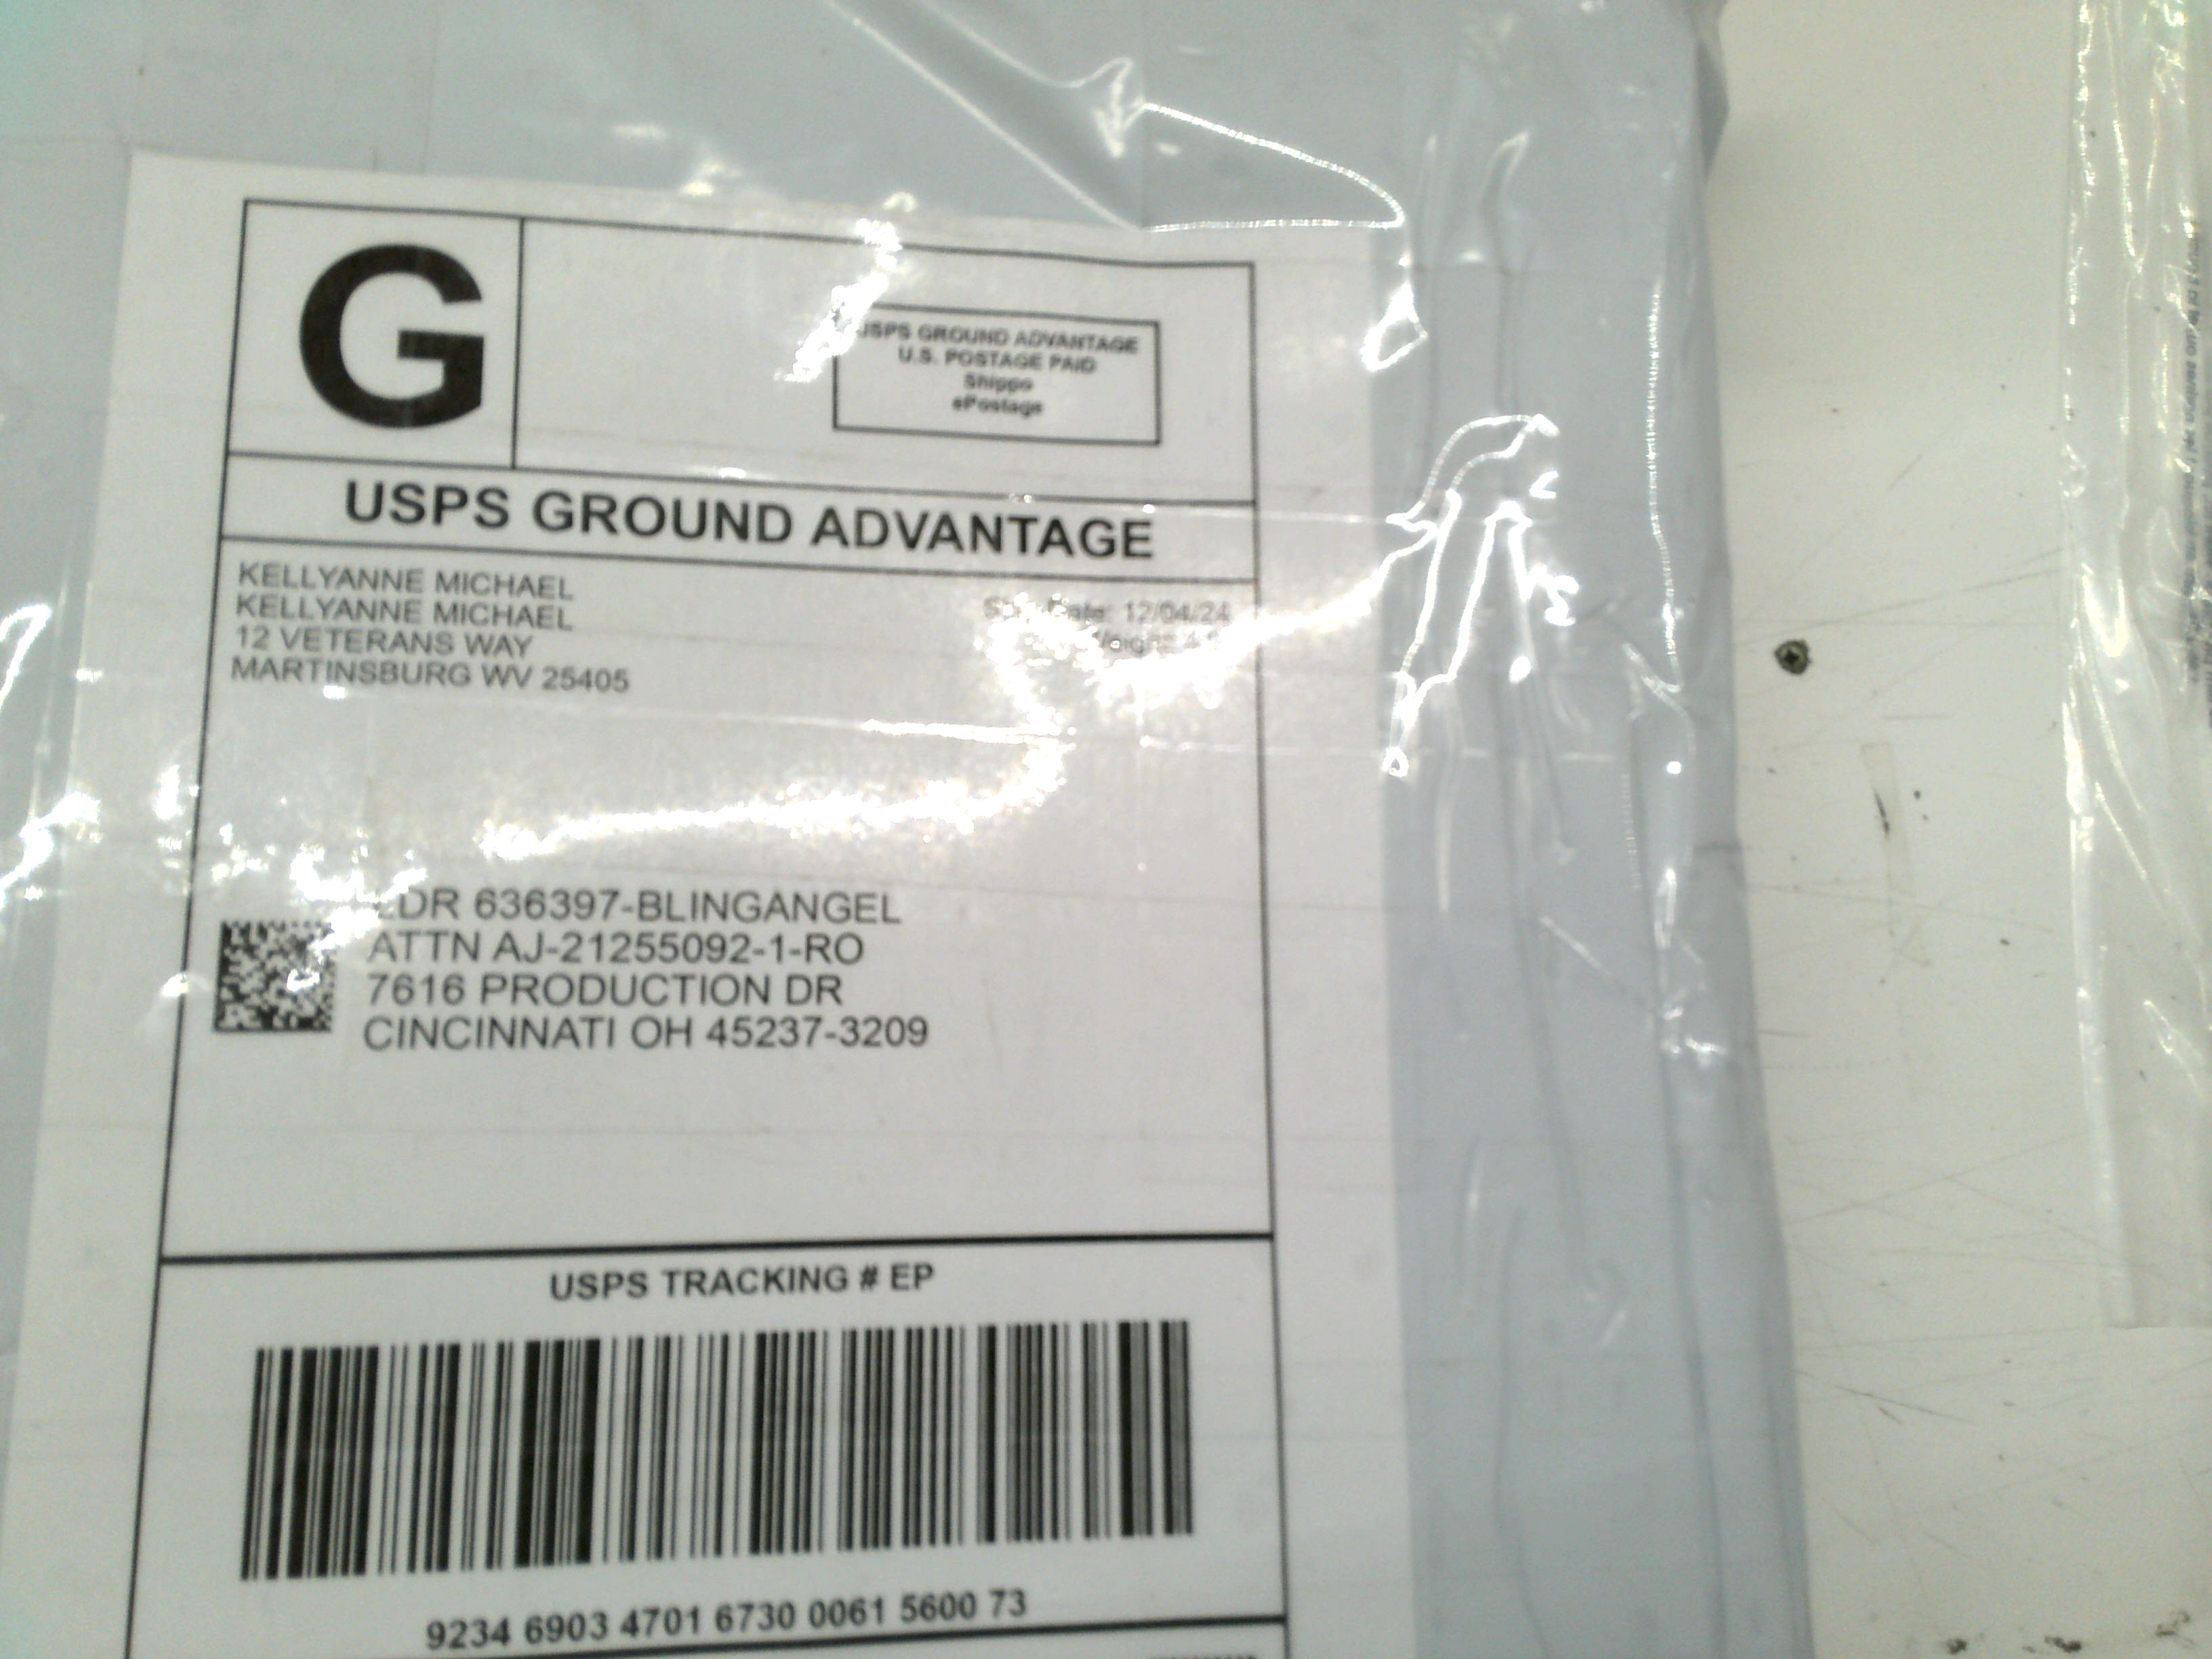 G
USPS GROUND ADVANTAGE
U.S. POSTAGE PAID
Shippo
ePostage
USPS GROUND ADVANTAGE
KELLYANNE MICHAEL
KELLYANNE MICHAEL
12 VETERANS WAY
MARTINSBURG WV 25405
Ship Date: 12/04/24
636397-BLINGANGEL
ATTN AJ-21255092-1-RO
7616 PRODUCTION DR
CINCINNATI OH 45237-3209
USPS TRACKING # EP
9234 6903 4701 6730 0061 5600 73